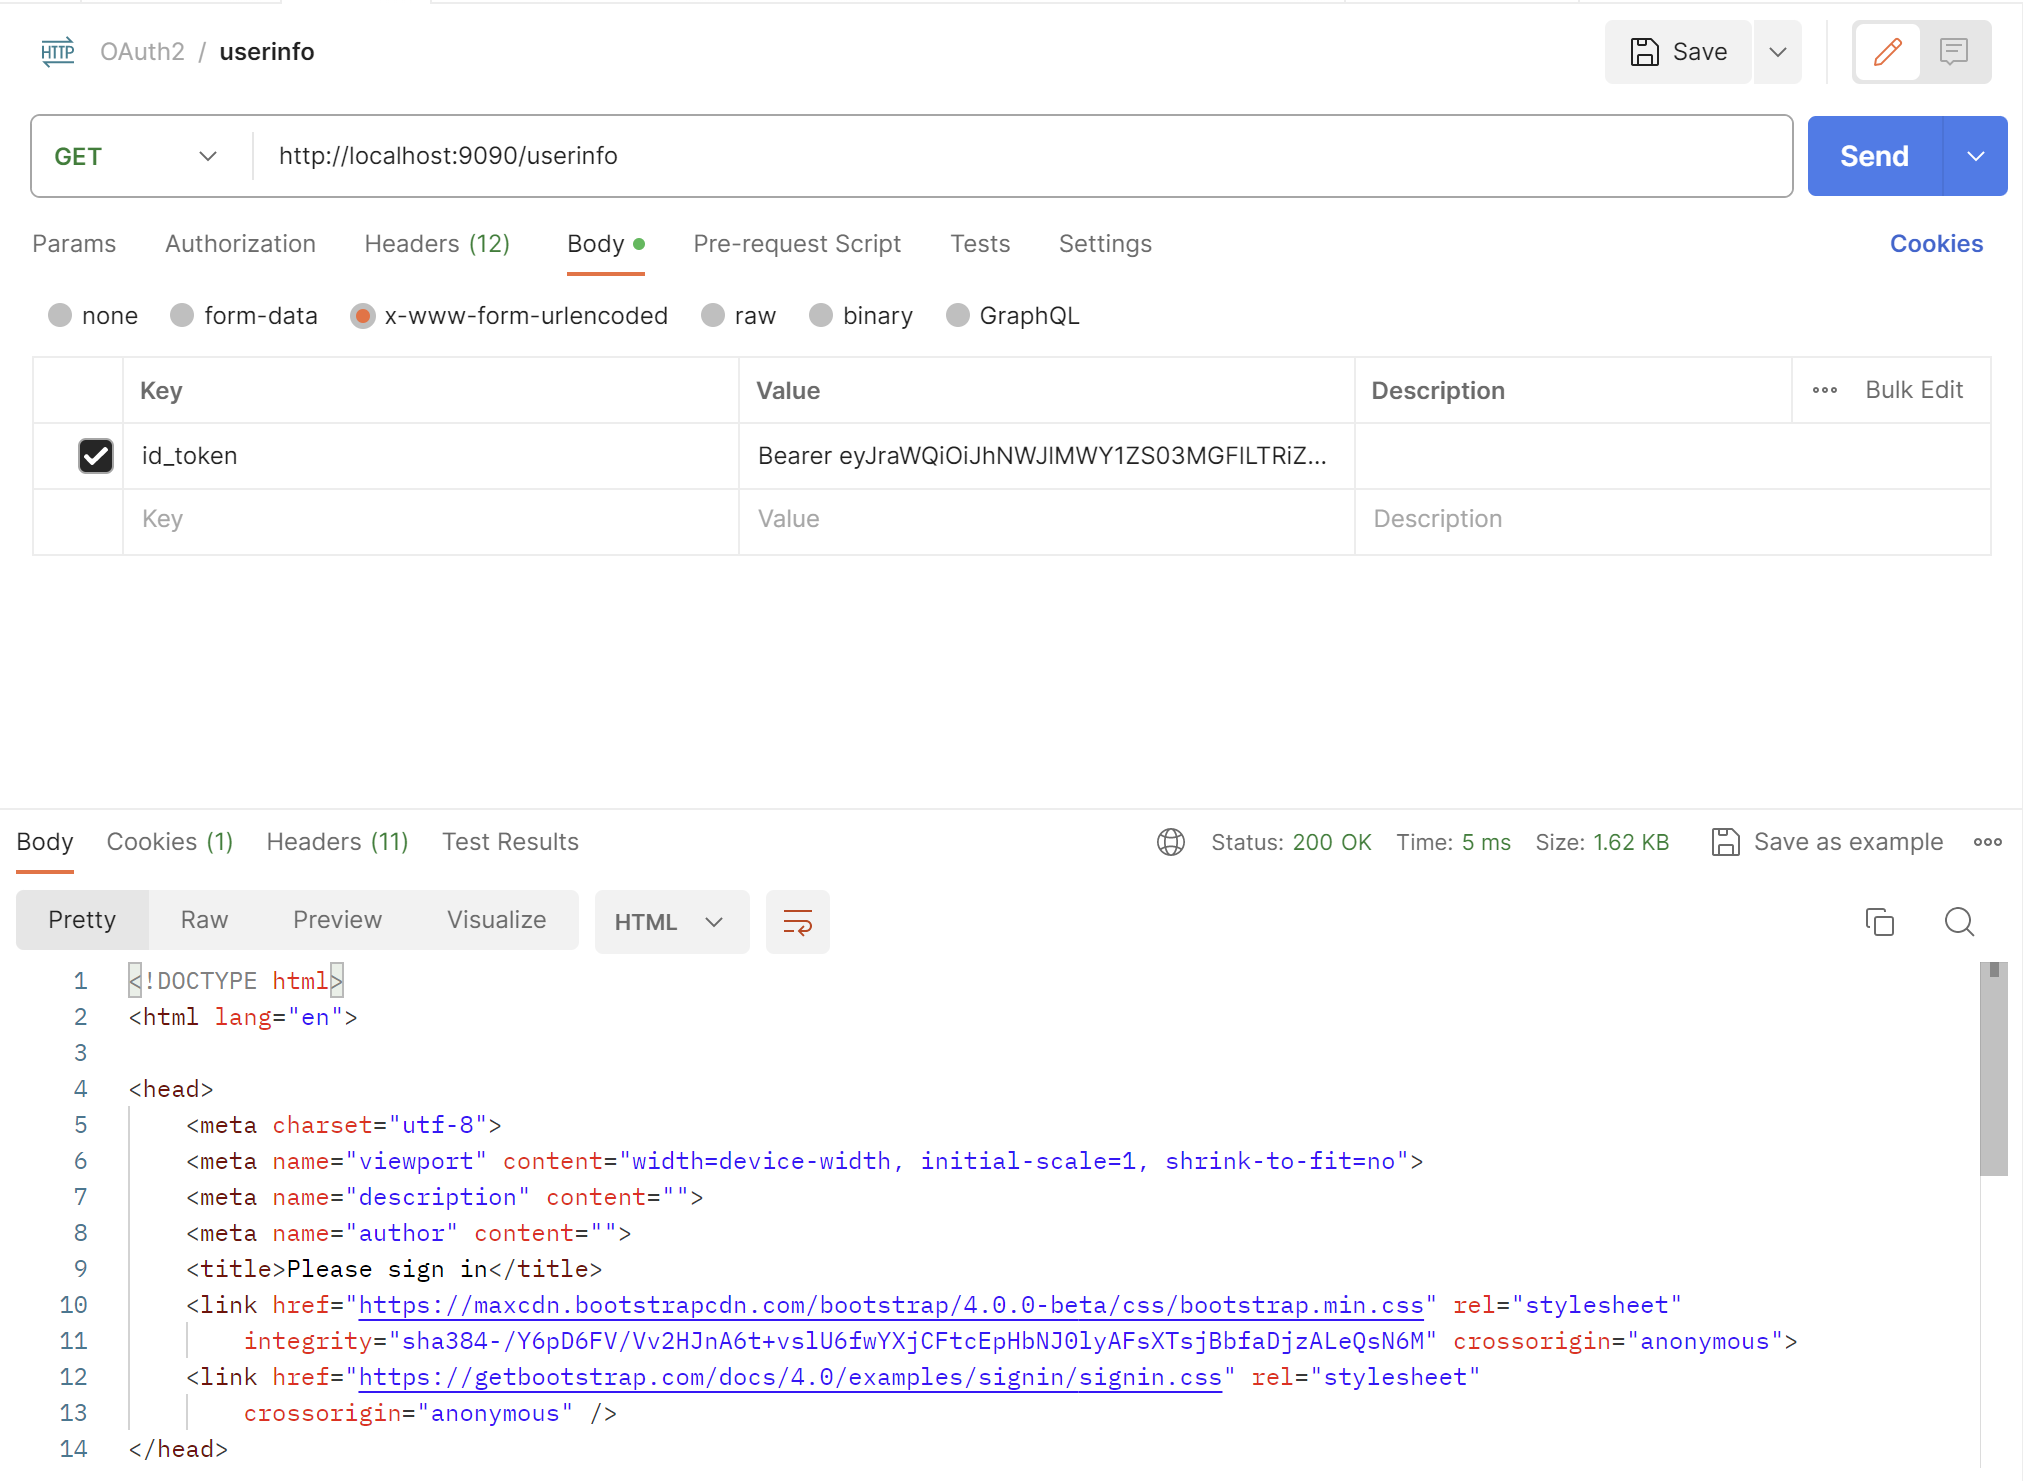 HTTP OAuth2 / userinfo Save
GET http://localhost:9090/userinfo Send
Params Authorization Headers (12) Body Pre-request Script Tests Settings Cookies
none form-data x-www-form-urlencoded raw binary GraphQL
Key Value Description Bulk Edit
id_token Bearer eyJraWQiOiJhNWJlMWY1ZS03MGFlLTRiZ...
Key Value Description
Body Cookies (1) Headers (11) Test Results Status: 200 OK Time: 5 ms Size: 1.62 KB Save as example
Pretty Raw Preview Visualize HTML
1 <!DOCTYPE html>
2 <html lang="en">
3
4 <head>
5 <meta charset="utf-8">
6 <meta name="viewport" content="width=device-width, initial-scale=1, shrink-to-fit=no">
7 <meta name="description" content="">
8 <meta name="author" content="">
9 <title>Please sign in</title>
10 <link href="https://maxcdn.bootstrapcdn.com/bootstrap/4.0.0-beta/css/bootstrap.min.css" rel="stylesheet"
11 integrity="sha384-/Y6pD6FV/Vv2HJnA6t+vslU6fwYXjCFtcEpHbNJ0lyAFsXTsjBbfaDjzALeQsN6M" crossorigin="anonymous">
12 <link href="https://getbootstrap.com/docs/4.0/examples/signin/signin.css" rel="stylesheet"
13 crossorigin="anonymous" />
14 </head>